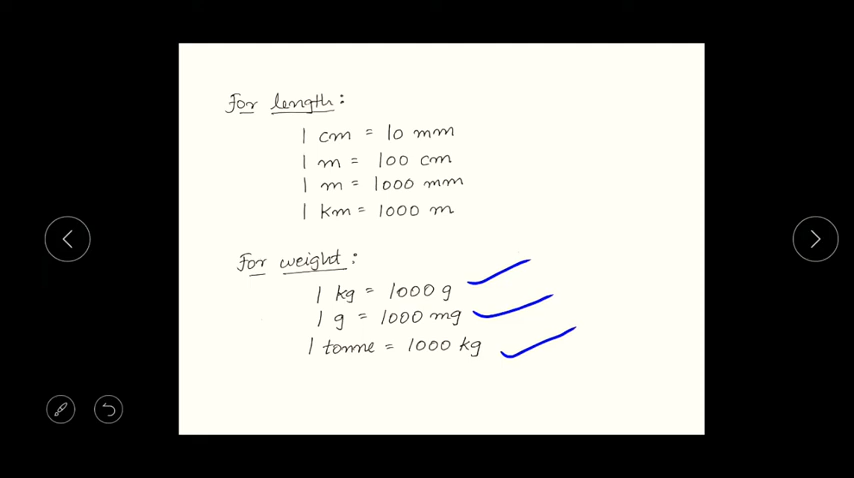 For length:
1 cm = 10 mm
1 m = 100 cm
1 m = 1000 mm
1 km = 1000 m
For weight:
1 kg = 1000 g
1 g = 1000 mg
1 tonne = 1000 kg